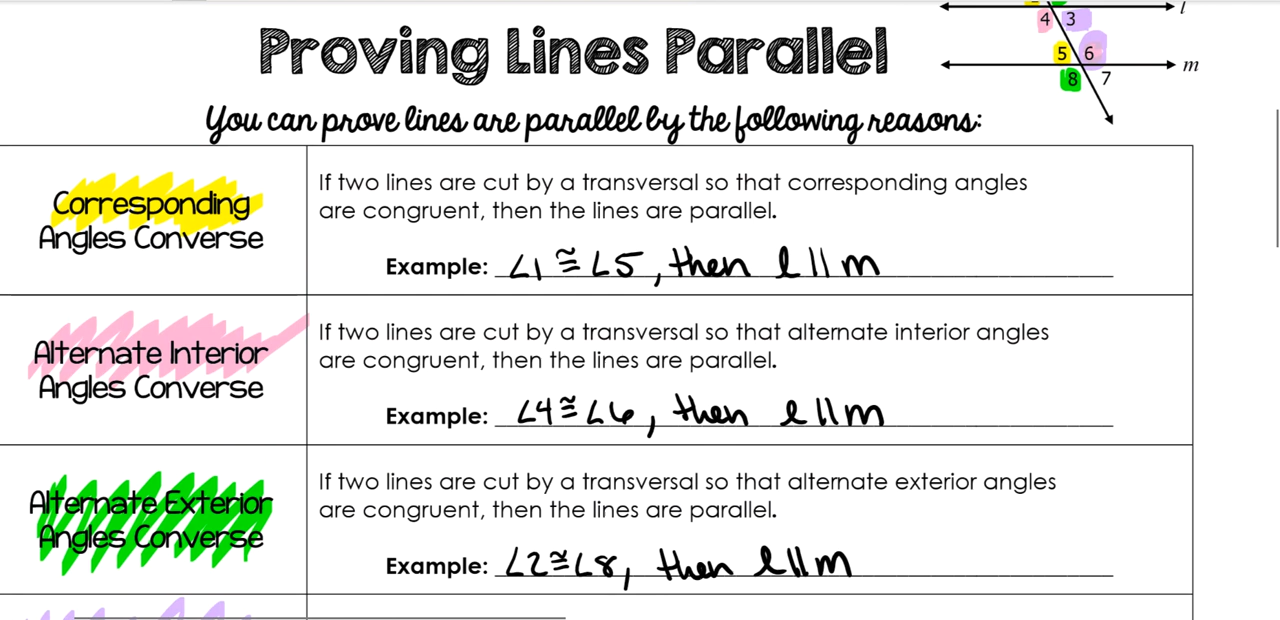 l
4 3
Proving Lines Parallel
5 6
m
8 7
You can prove lines are parallel by the following reasons:
Corresponding
Angles Converse
If two lines are cut by a transversal so that corresponding angles
are congruent, then the lines are parallel.
Example: ∠1 ≅ ∠5, then l || m
Alternate Interior
Angles Converse
If two lines are cut by a transversal so that alternate interior angles
are congruent, then the lines are parallel.
Example: ∠4 ≅ ∠6, then l || m
Alternate Exterior
Angles Converse
If two lines are cut by a transversal so that alternate exterior angles
are congruent, then the lines are parallel.
Example: ∠2 ≅ ∠8, then l || m